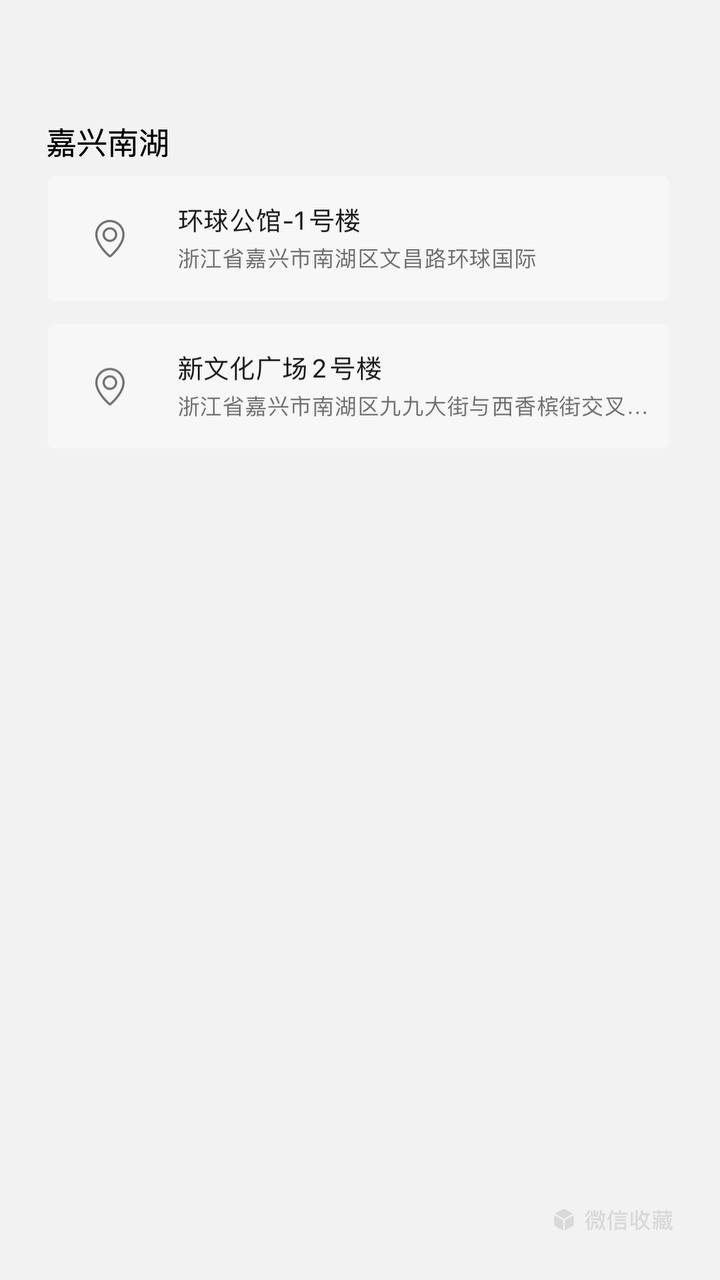 嘉兴南湖
环球公馆-1号楼
浙江省嘉兴市南湖区文昌路环球国际
新文化广场2号楼
浙江省嘉兴市南湖区九九大街与西香槟街交叉...
微信收藏